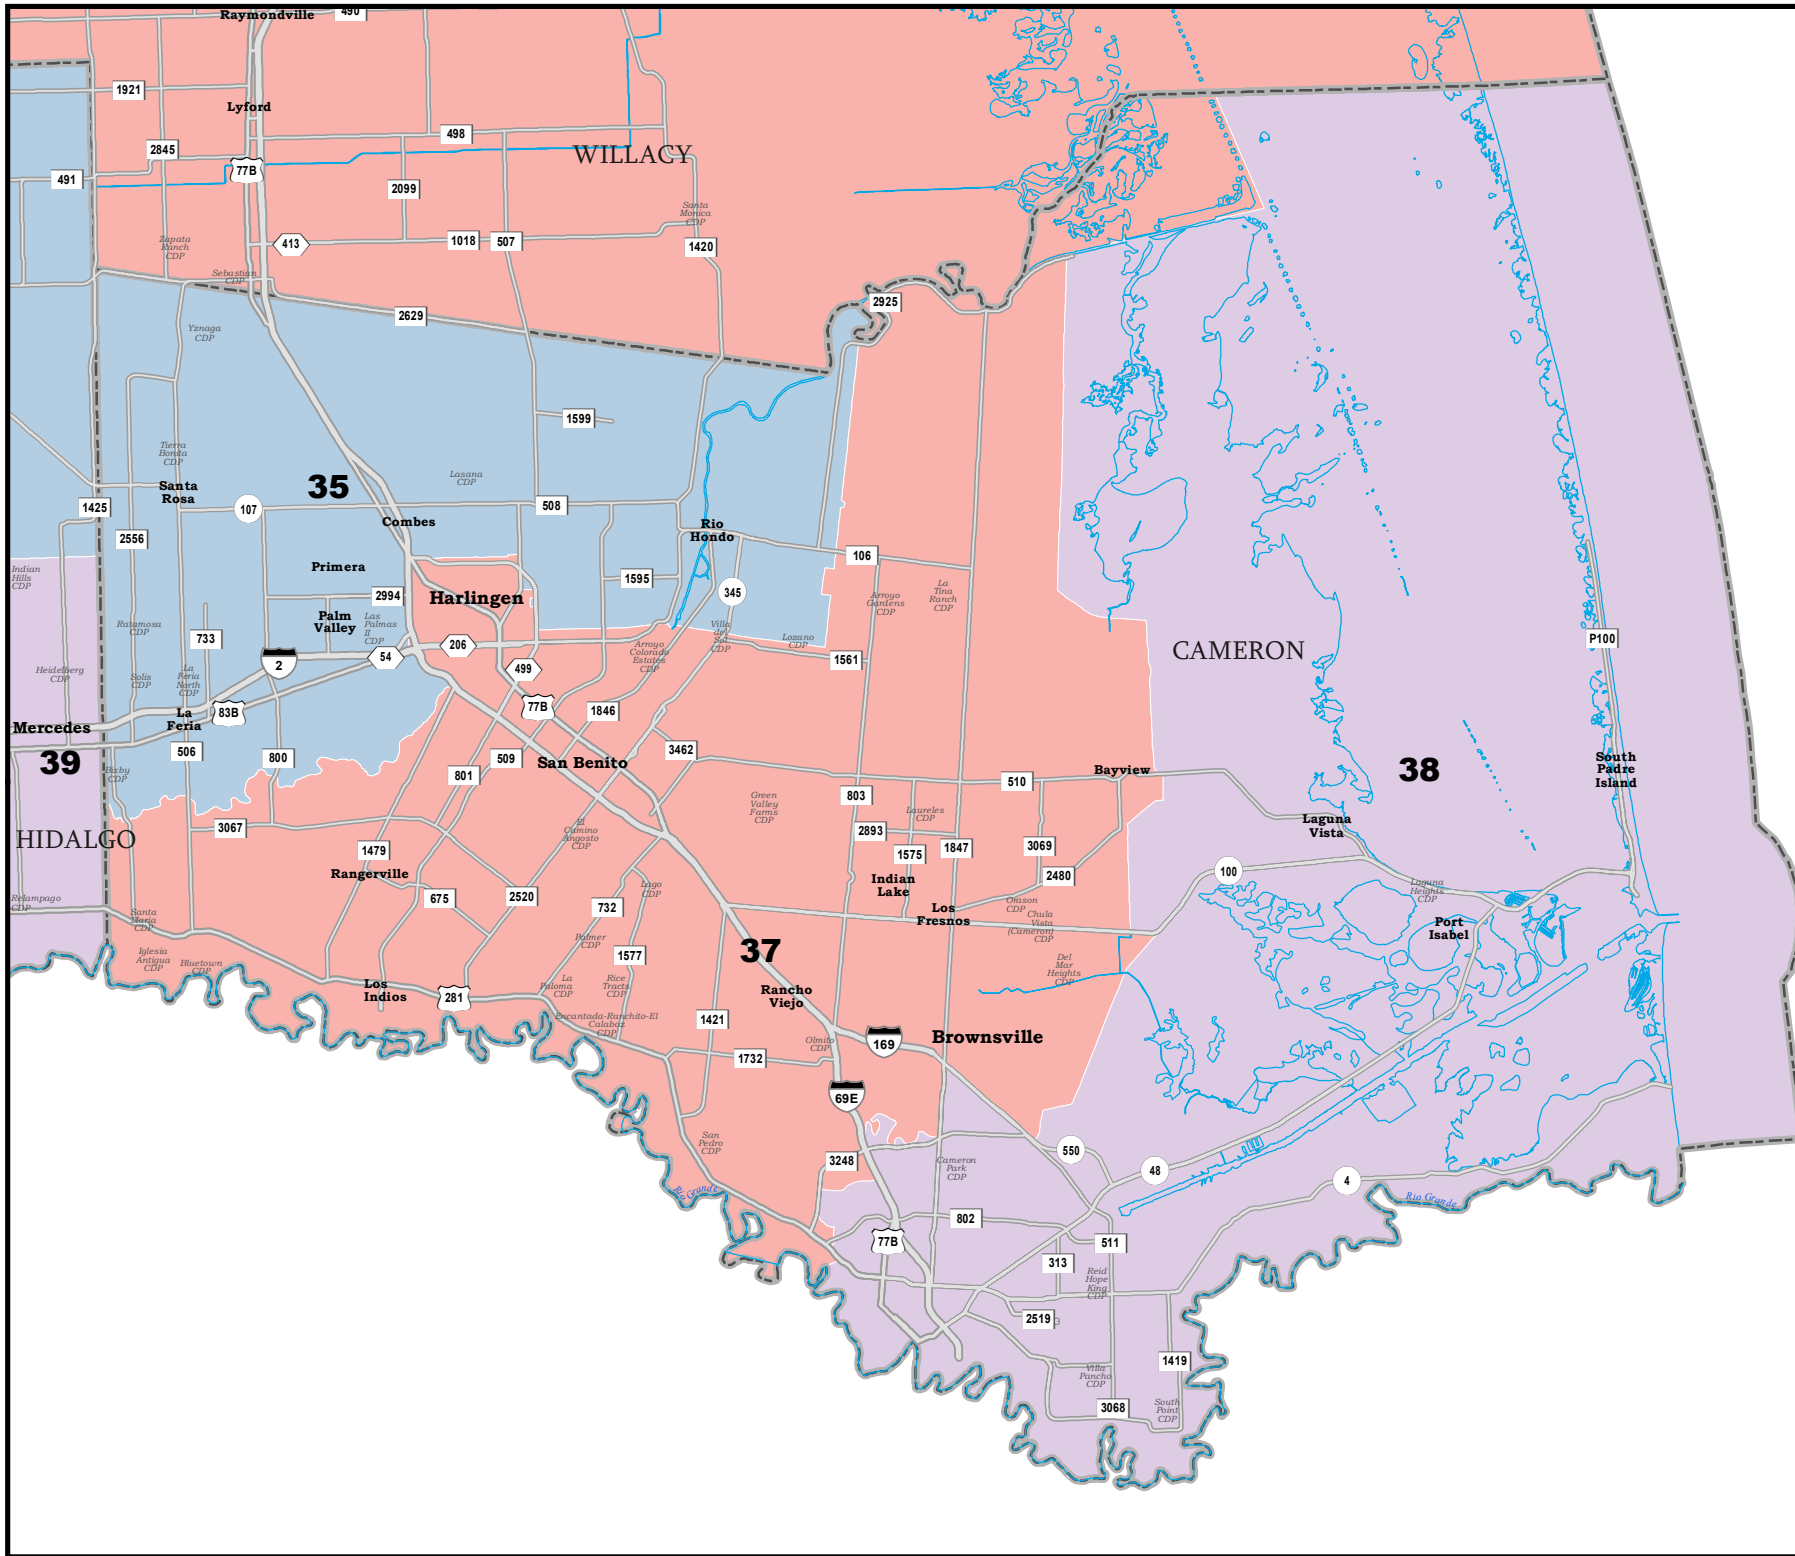 Raymondville
490
1921
Lyford
498
2845
WILLACY
77B
491
2099
Santa
Monica
CDP
Zapata
Ranch
CDP
413
1018
507
1420
Sebastian
CDP
2925
2629
Yznaga
CDP
1599
Tierra
Bonita
CDP
Lasana
CDP
35
Santa
Rosa
1425
107
508
Combes
Rio
Hondo
2556
106
Primera
Indian
Hills
CDP
1595
345
2994
Harlingen
La
Tina
Ranch
CDP
Arroyo
Gardens
CDP
Palm
Valley
Las
Palmas
II
CDP
Ratamosa
CDP
733
Villa
del
Sol
CDP
Lozano
CDP
P100
206
CAMERON
2
54
499
Arroyo
Colorado
Estates
CDP
1561
Heidelberg
CDP
Solis
CDP
La
Feria
North
CDP
77B
1846
83B
La
Feria
Mercedes
39
506
800
509
3462
San Benito
Bixby
CDP
801
510
Bayview
38
South
Padre
Island
Green
Valley
Farms
CDP
803
Laureles
CDP
HIDALGO
3067
El
Camino
Angosto
CDP
2893
Laguna
Vista
1479
1575
1847
3069
Rangerville
Indian
Lake
2480
100
Lago
CDP
Laguna
Heights
CDP
Relampago
CDP
675
2520
732
Santa
Maria
CDP
Los
Fresnos
Orason
CDP
Chula
Vista
(Cameron)
CDP
Port
Isabel
Palmer
CDP
37
1577
Iglesia
Antigua
CDP
Bluetown
CDP
Del
Mar
Heights
CDP
Los
Indios
281
La
Paloma
CDP
Rice
Tracts
CDP
Rancho
Viejo
Encantada-Ranchito-El
Calaboz
CDP
1421
Olmito
CDP
169
Brownsville
1732
69E
San
Pedro
CDP
3248
Cameron
Park
CDP
550
48
4
Rio Grande
Rio Grande
802
77B
511
313
Reid
Hope
King
CDP
2519
1419
Villa
Pancho
CDP
3068
South
Point
CDP